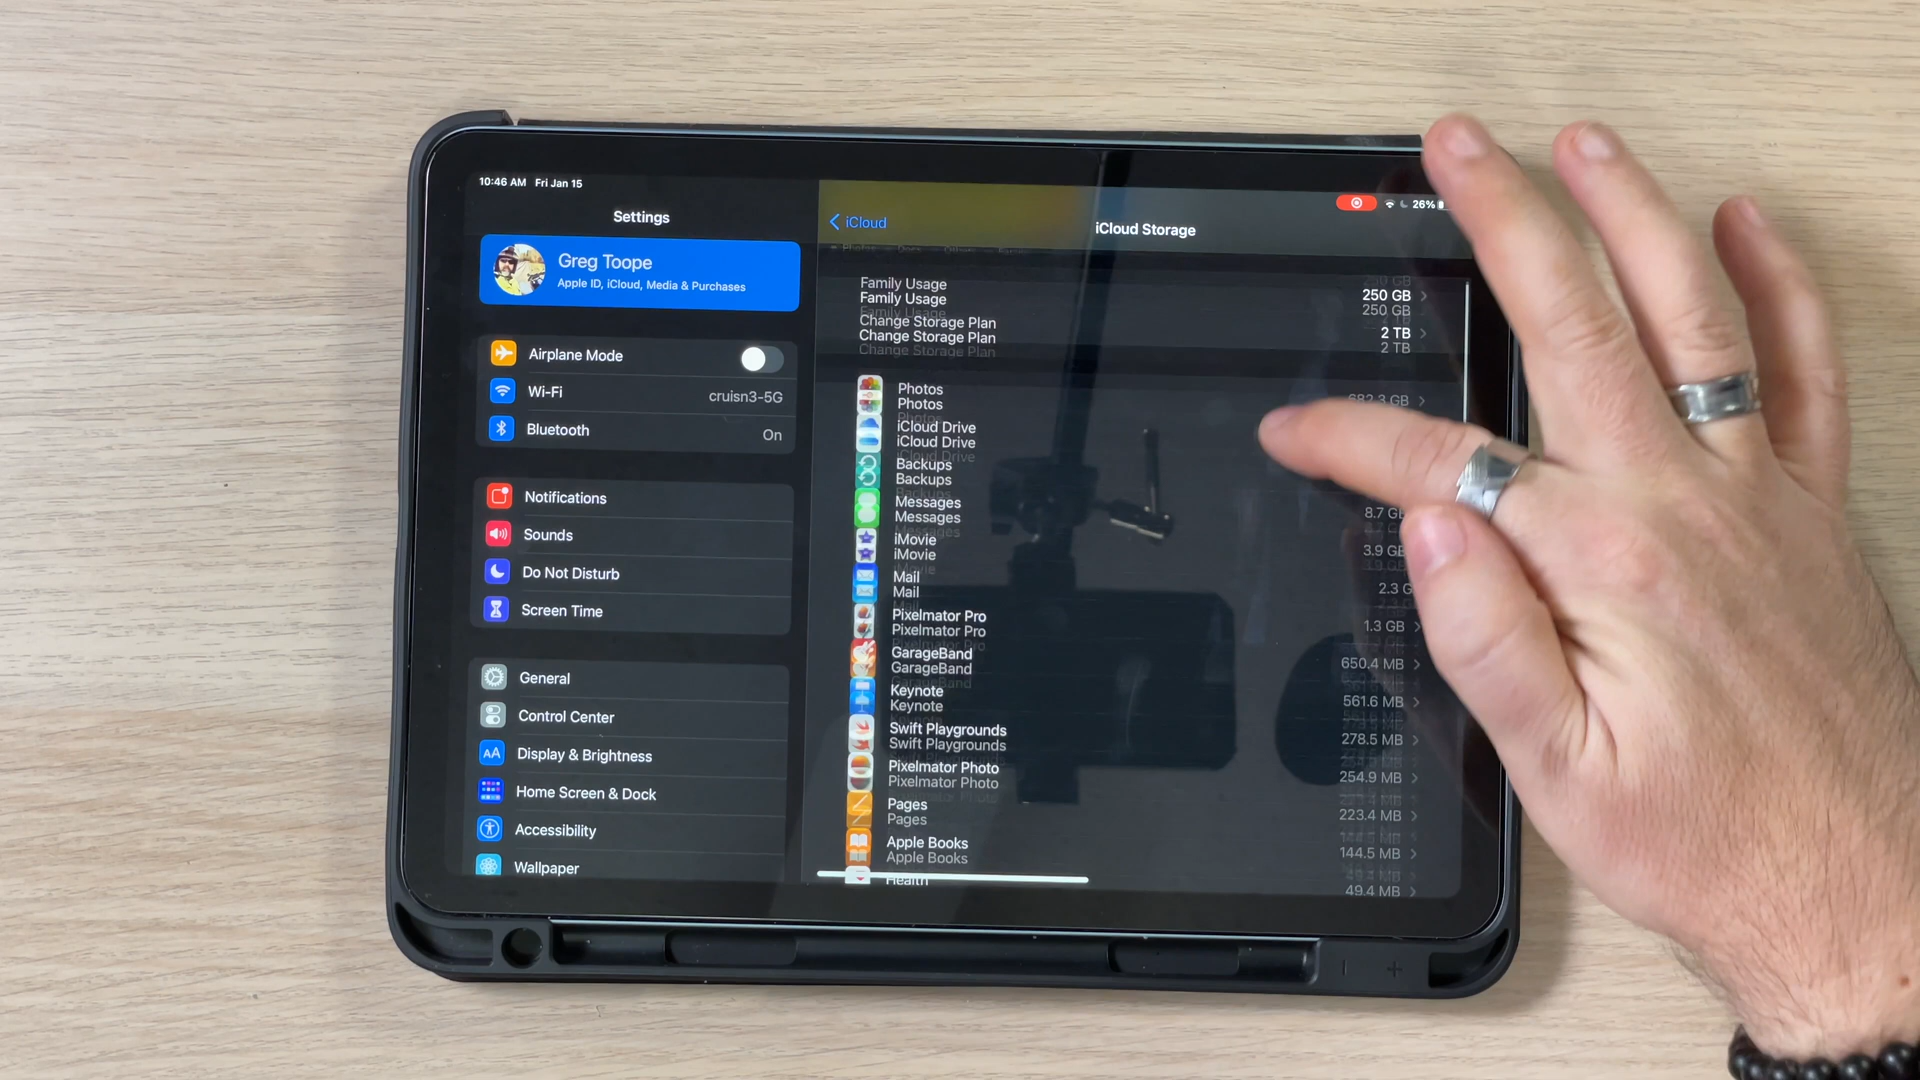 10:46 AM Fri Jan 15
26%
Settings
Greg Toope
Apple ID, iCloud, Media & Purchases
Airplane Mode
Wi-Fi cruisn3-5G
Bluetooth On
Notifications
Sounds
Do Not Disturb
Screen Time
General
Control Center
AA Display & Brightness
Home Screen & Dock
Accessibility
Wallpaper
iCloud
iCloud Storage
Family Usage 250 GB
Change Storage Plan 2 TB
Photos 682.3 GB
iCloud Drive
Backups
Messages 8.7
iMovie 3.9 GB
Mail 2.3 G
Pixelmator Pro 1.3 GB
GarageBand 650.4 MB
Keynote 561.6 MB
Swift Playgrounds 278.5 MB
Pixelmator Photo 254.9 MB
Pages 223.4 MB
Apple Books 144.5 MB
Health 49.4 MB